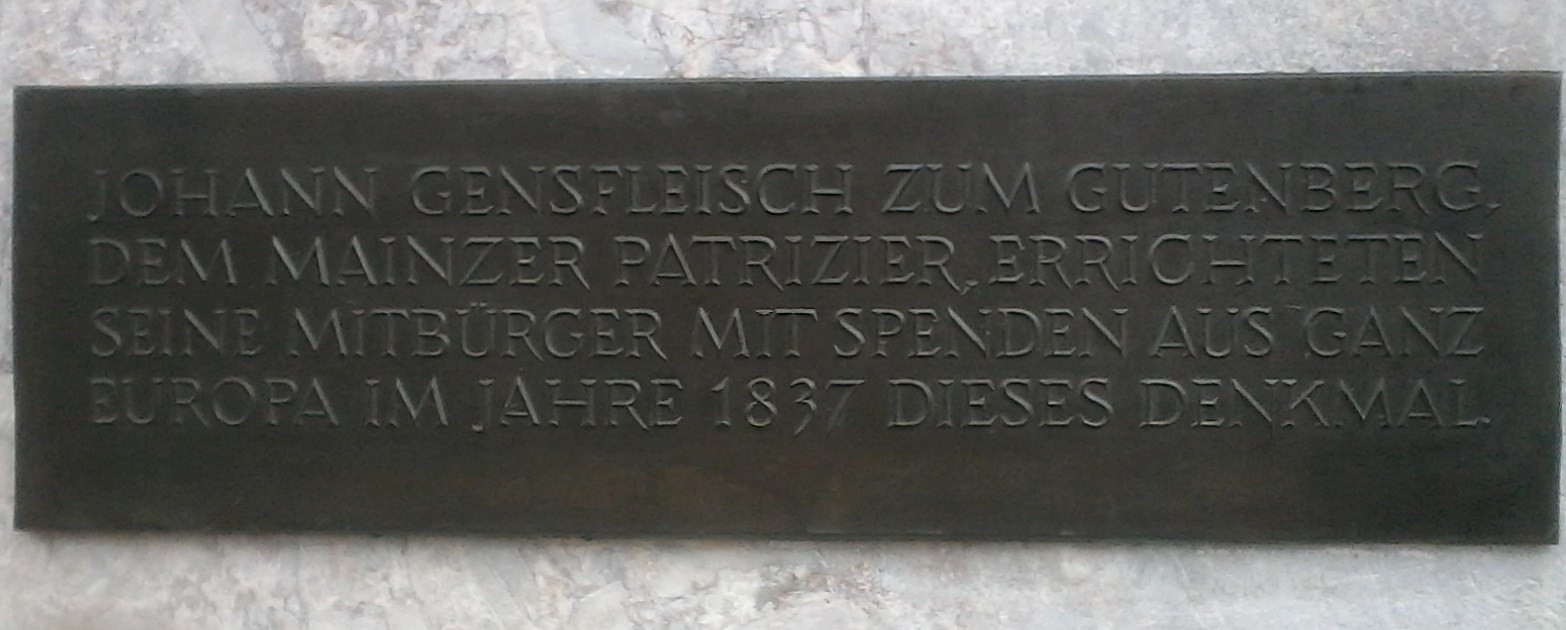 JOHANN GENSFLEISCH ZUM GUTENBERG,
DEM MAINZER PATRIZIER, ERRICHTETEN
SEINE MITBÜRGER MIT SPENDEN AUS GANZ
EUROPA IM JAHRE 1837 DIESES DENKMAL.